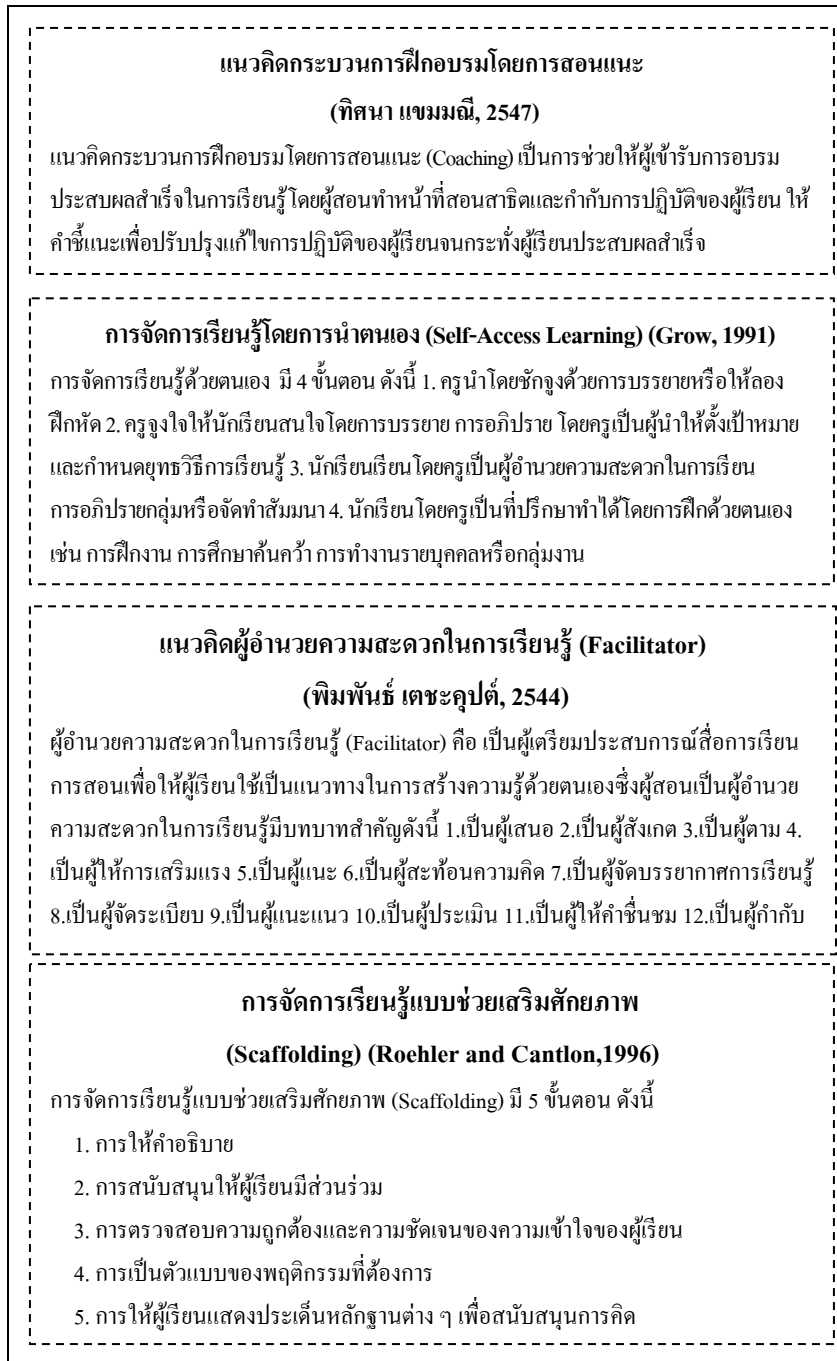 แนวคิดกระบวนการฝึกอบรมโดยการสอนแนะ
(ทิศนา แขมมณี, 2547)
แนวคิดกระบวนการฝึกอบรมโดยการสอนแนะ (Coaching) เป็นการช่วยให้ผู้เข้ารับการอบรม
ประสบผลสำเร็จในการเรียนรู้โดยผู้สอนทำหน้าที่สอนสาธิตและกำกับการปฏิบัติของผู้เรียน ให้
คำชี้แนะเพื่อปรับปรุงแก้ไขการปฏิบัติของผู้เรียนจนกระทั่งผู้เรียนประสบผลสำเร็จ
การจัดการเรียนรู้โดยการนำตนเอง (Self-Access Learning) (Grow, 1991)
การจัดการเรียนรู้ด้วยตนเอง มี 4 ขั้นตอน ดังนี้ 1. ครูนำโดยชักจูงด้วยการบรรยายหรือให้ลอง
ฝึกหัด 2. ครูจูงใจให้นักเรียนสนใจโดยการบรรยาย การอภิปราย โดยครูเป็นผู้นำให้ตั้งเป้าหมาย
และกำหนดยุทธวิธีการเรียนรู้ 3. นักเรียนเรียนโดยครูเป็นผู้อำนวยความสะดวกในการเรียน
การอภิปรายกลุ่มหรือจัดทำสัมมนา 4. นักเรียนโดยครูเป็นที่ปรึกษาทำได้โดยการฝึกด้วยตนเอง
เช่น การฝึกงาน การศึกษาค้นคว้า การทำงานรายบุคคลหรือกลุ่มงาน
แนวคิดผู้อำนวยความสะดวกในการเรียนรู้ (Facilitator)
(พิมพันธ์ เตชะคุปต์, 2544)
ผู้อำนวยความสะดวกในการเรียนรู้ (Facilitator) คือ เป็นผู้เตรียมประสบการณ์สื่อการเรียน
การสอนเพื่อให้ผู้เรียนใช้เป็นแนวทางในการสร้างความรู้ด้วยตนเองซึ่งผู้สอนเป็นผู้อำนวย
ความสะดวกในการเรียนรู้มีบทบาทสำคัญดังนี้ 1.เป็นผู้เสนอ 2.เป็นผู้สังเกต 3.เป็นผู้ตาม 4.
เป็นผู้ให้การเสริมแรง 5.เป็นผู้แนะ 6.เป็นผู้สะท้อนความคิด 7.เป็นผู้จัดบรรยากาศการเรียนรู้
8.เป็นผู้จัดระเบียบ 9.เป็นผู้แนะแนว 10.เป็นผู้ประเมิน 11.เป็นผู้ให้คำชื่นชม 12.เป็นผู้กำกับ
การจัดการเรียนรู้แบบช่วยเสริมศักยภาพ
(Scaffolding) (Roehler and Cantlon,1996)
การจัดการเรียนรู้แบบช่วยเสริมศักยภาพ (Scaffolding) มี 5 ขั้นตอน ดังนี้
1. การให้คำอธิบาย
2. การสนับสนุนให้ผู้เรียนมีส่วนร่วม
3. การตรวจสอบความถูกต้องและความชัดเจนของความเข้าใจของผู้เรียน
4. การเป็นตัวแบบของพฤติกรรมที่ต้องการ
5. การให้ผู้เรียนแสดงประเด็นหลักฐานต่าง ๆ เพื่อสนับสนุนการคิด